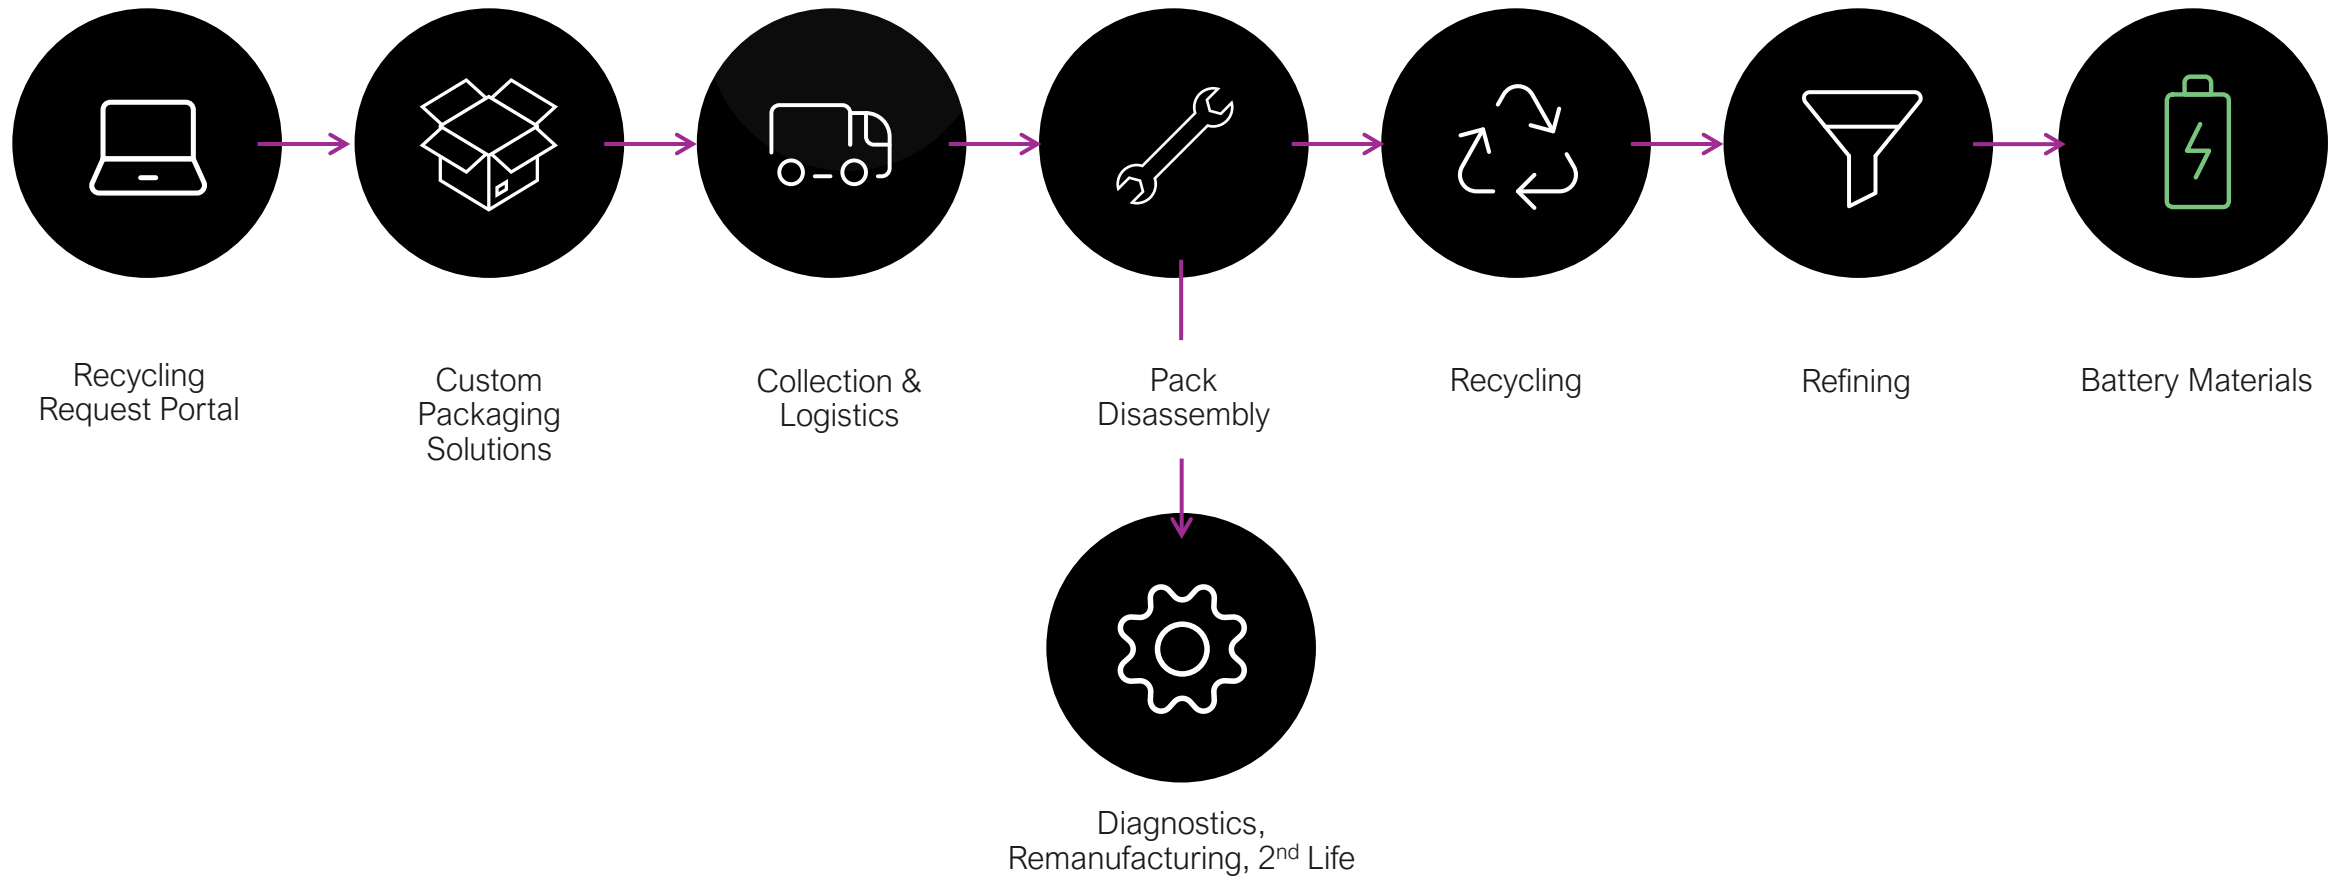 Recycling
Request Portal
Custom
Packaging
Solutions
Collection &
Logistics
Pack
Disassembly
Recycling
Refining
Battery Materials
Diagnostics,
Remanufacturing, 2nd Life